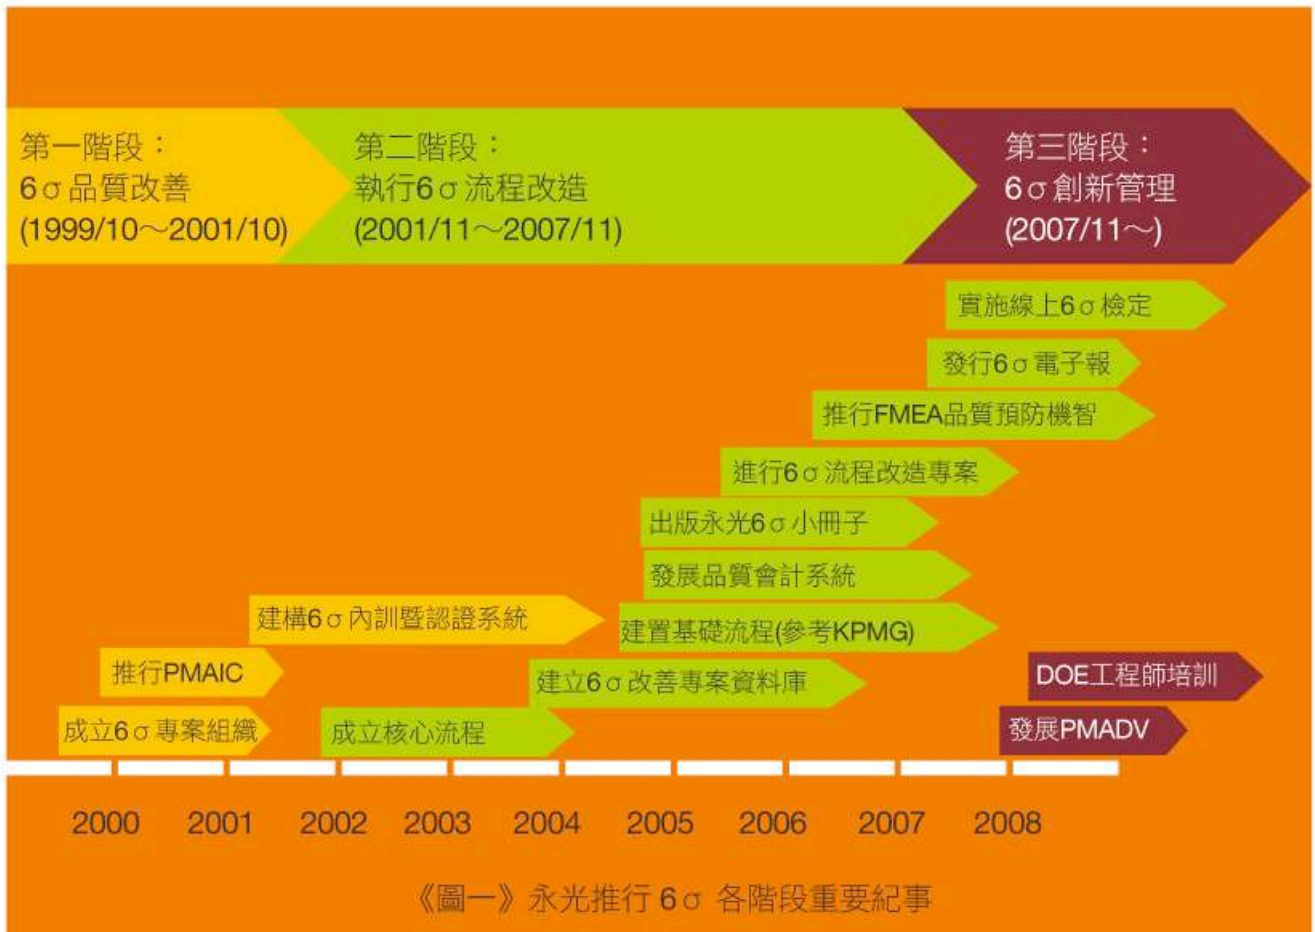 第一階段：
6σ品質改善
(1999/10～2001/10)
第二階段：
執行6σ流程改造
(2001/11～2007/11)
第三階段：
6σ創新管理
(2007/11～)
實施線上6σ檢定
發行6σ電子報
推行FMEA品質預防機智
進行6σ流程改造專案
出版永光6σ小冊子
發展品質會計系統
建構6σ內訓暨認證系統
建置基礎流程(參考KPMG)
推行PMAIC
建立6σ改善專案資料庫
DOE工程師培訓
成立6σ專案組織
成立核心流程
發展PMADV
2000 2001 2002 2003 2004 2005 2006 2007 2008
《圖一》永光推行 6σ 各階段重要紀事